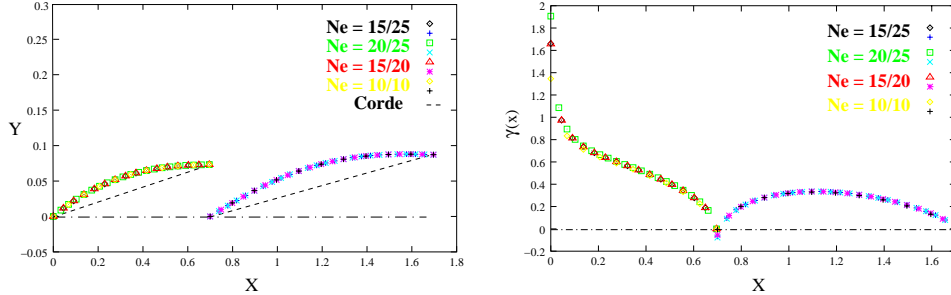 0.3
0.25
0.2
0.15
0.1
0.05
0
−0.05
Y
0 0.2 0.4 0.6 0.8 1 1.2 1.4 1.6 1.8
X
Ne = 15/25
Ne = 20/25
Ne = 15/20
Ne = 10/10
Corde
2
1.8
1.6
1.4
1.2
1
0.8
0.6
0.4
0.2
0
−0.2
γ(x)
0 0.2 0.4 0.6 0.8 1 1.2 1.4 1.6
X
Ne = 15/25
Ne = 20/25
Ne = 15/20
Ne = 10/10